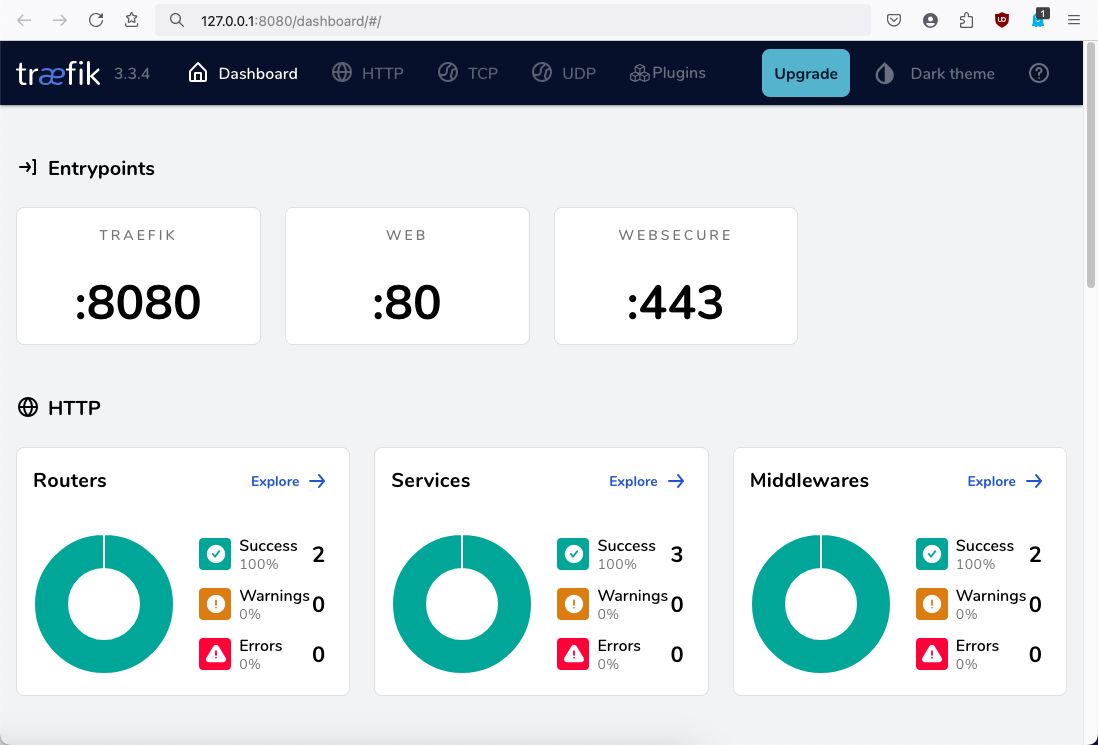 127.0.0.1:8080/dashboard/#/
1
træfik 3.3.4 Dashboard HTTP TCP UDP Plugins Upgrade Dark theme
Entrypoints
TRAEFIK WEB WEBSECURE
:8080 :80 :443
HTTP
Routers Explore Services Explore Middlewares Explore
Success 2 Success 3 Success 2
100% 100% 100%
Warnings 0 Warnings 0 Warnings 0
0% 0% 0%
Errors 0 Errors 0 Errors 0
0% 0% 0%